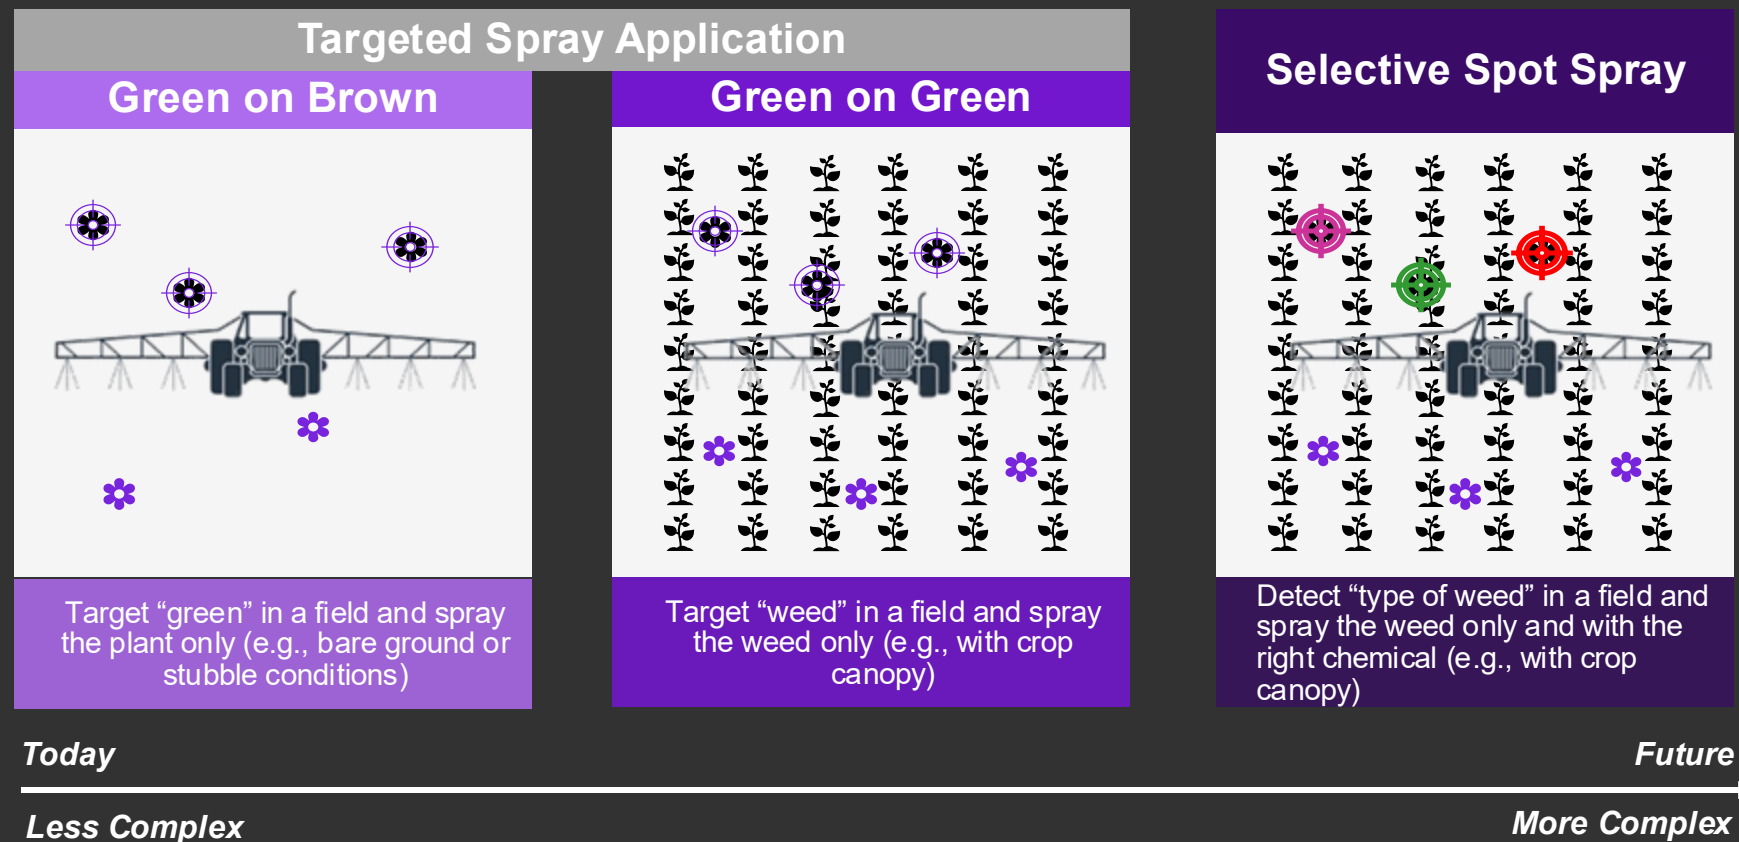 Targeted Spray Application
Green on Brown
Green on Green
Selective Spot Spray
Target “green” in a field and spray
the plant only (e.g., bare ground or
stubble conditions)
Target “weed” in a field and spray
the weed only (e.g., with crop
canopy)
Detect “type of weed” in a field and
spray the weed only and with the
right chemical (e.g., with crop
canopy)
Today
Future
Less Complex
More Complex